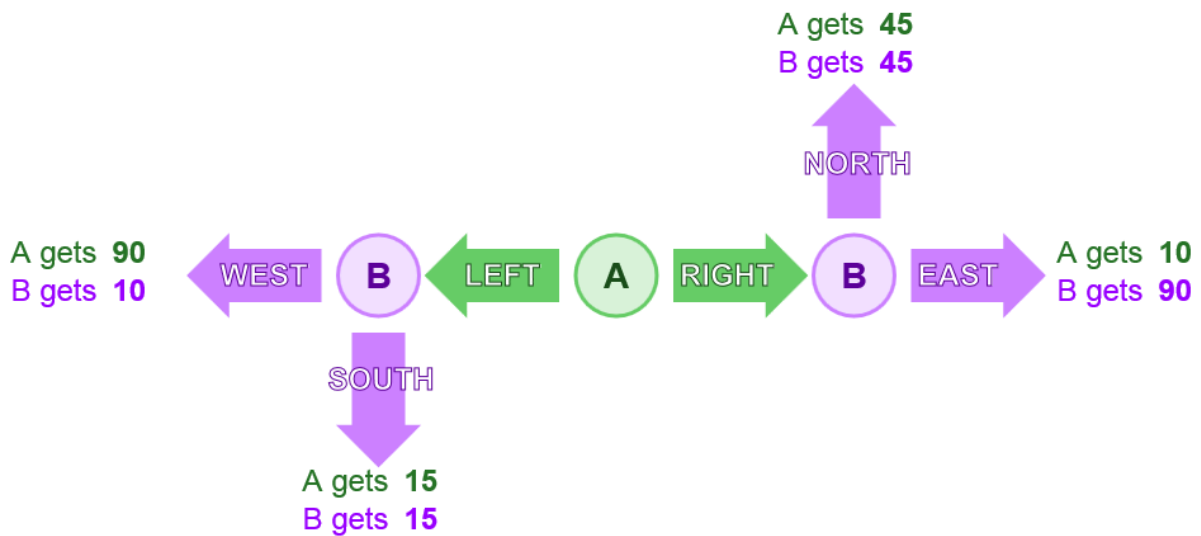 A gets 45
B gets 45
NORTH
A gets 90
B gets 10
WEST
B
LEFT
A
RIGHT
B
EAST
A gets 10
B gets 90
SOUTH
A gets 15
B gets 15